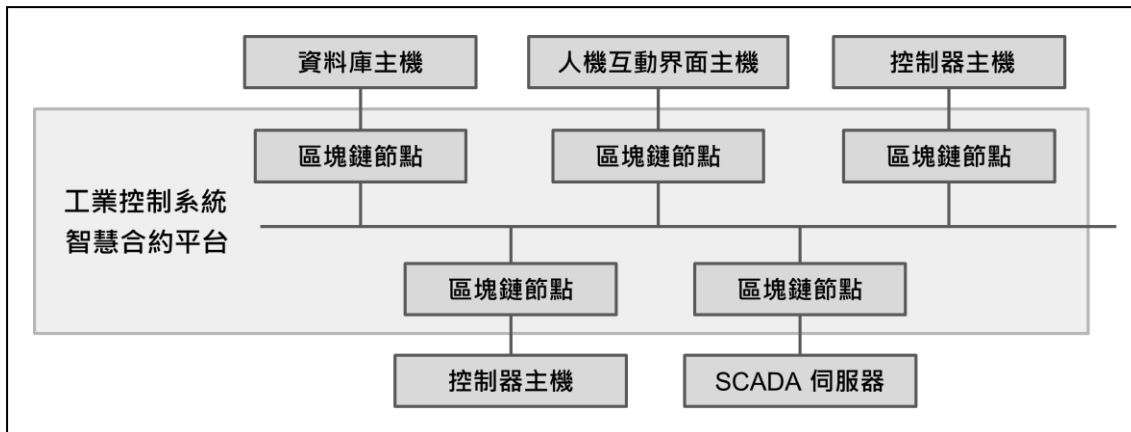 資料庫主機
人機互動界面主機
控制器主機
區塊鏈節點
區塊鏈節點
區塊鏈節點
工業控制系統
智慧合約平台
區塊鏈節點
區塊鏈節點
控制器主機
SCADA 伺服器